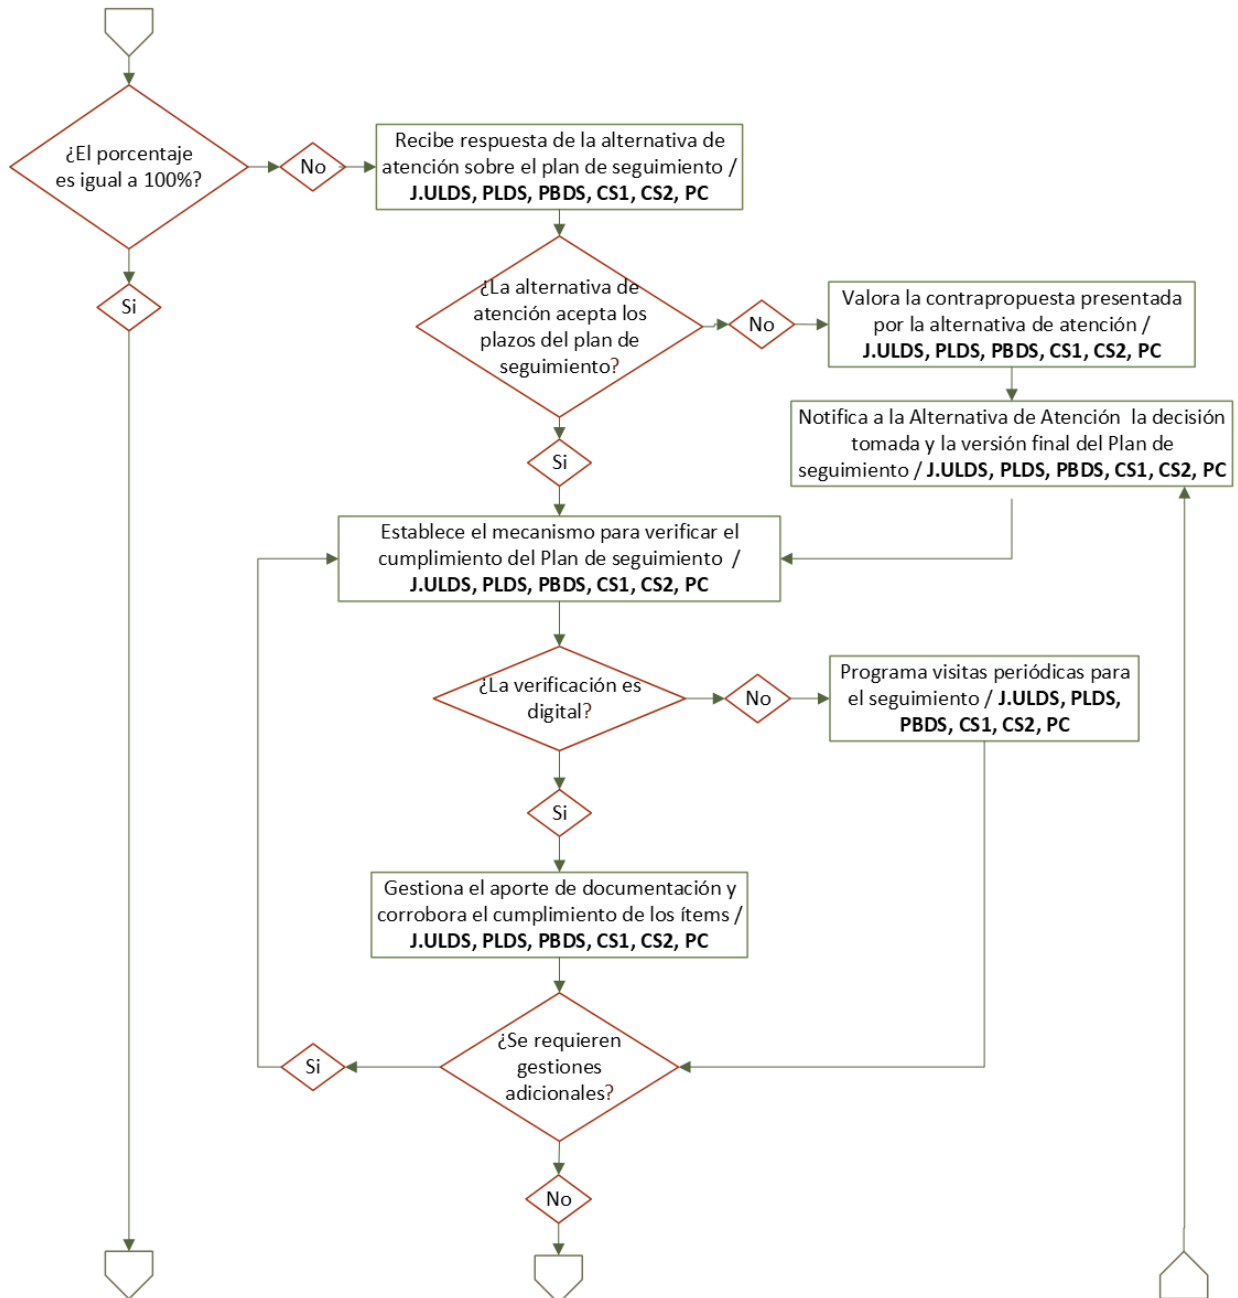 ¿El porcentaje
es igual a 100%?
No
Recibe respuesta de la alternativa de
atención sobre el plan de seguimiento /
J.ULDS, PLDS, PBDS, CS1, CS2, PC
Si
¿La alternativa de
atención acepta los
plazos del plan de
seguimiento?
No
Valora la contrapropuesta presentada
por la alternativa de atención /
J.ULDS, PLDS, PBDS, CS1, CS2, PC
Notifica a la Alternativa de Atención la decisión
tomada y la versión final del Plan de
seguimiento / J.ULDS, PLDS, PBDS, CS1, CS2, PC
Si
Establece el mecanismo para verificar el
cumplimiento del Plan de seguimiento /
J.ULDS, PLDS, PBDS, CS1, CS2, PC
¿La verificación es
digital?
No
Programa visitas periódicas para
el seguimiento / J.ULDS, PLDS,
PBDS, CS1, CS2, PC
Si
Gestiona el aporte de documentación y
corrobora el cumplimiento de los ítems /
J.ULDS, PLDS, PBDS, CS1, CS2, PC
¿Se requieren
gestiones
adicionales?
Si
No